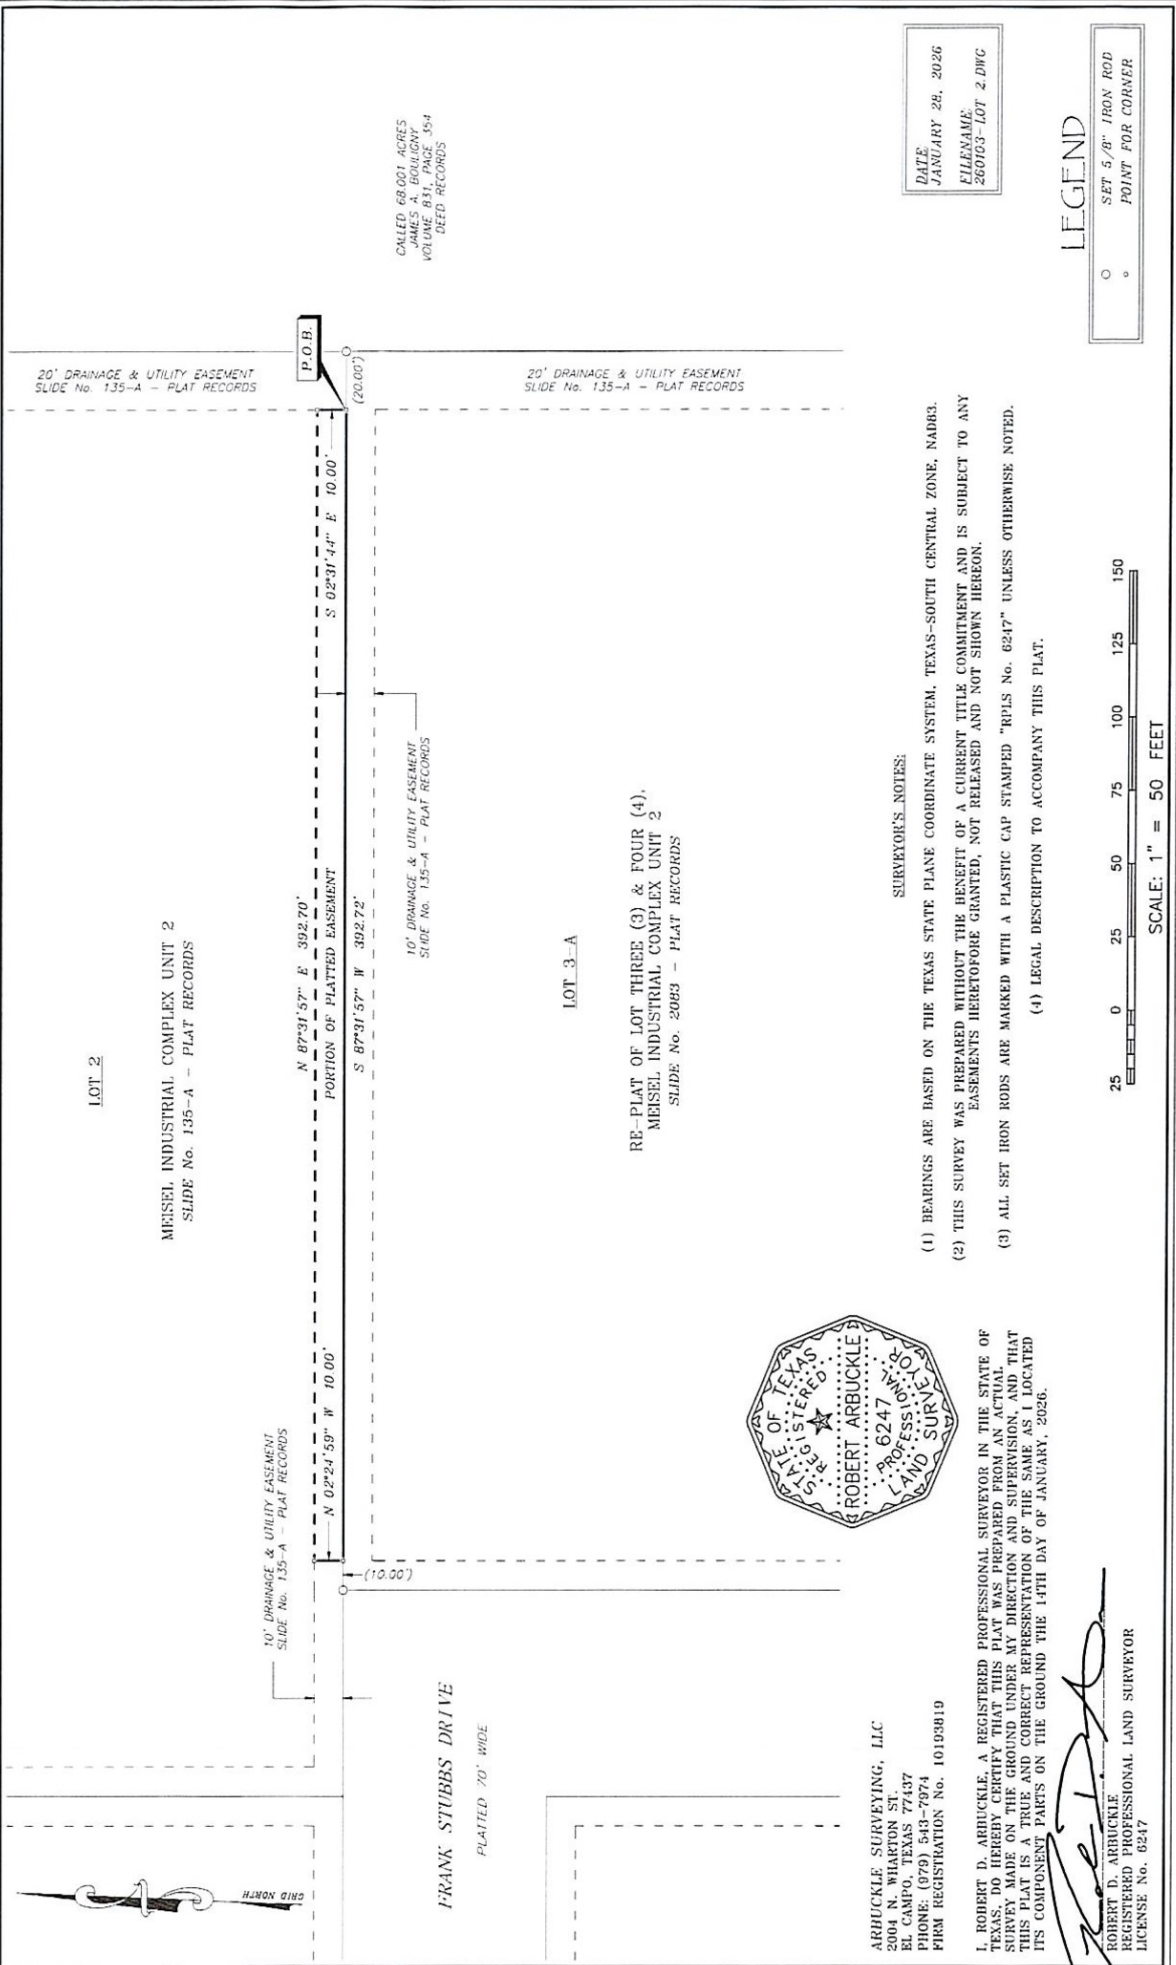 GRID NORTH
LOT 2
MEISEL INDUSTRIAL COMPLEX UNIT 2
SLIDE No. 135-A - PLAT RECORDS
20' DRAINAGE & UTILITY EASEMENT
SLIDE No. 135-A - PLAT RECORDS
10' DRAINAGE & UTILITY EASEMENT
SLIDE No. 135-A - PLAT RECORDS
N 87°31'57" E 392.70'
P.O.B.
N 02°24'59" W 10.00'
PORTION OF PLATTED EASEMENT
S 02°31'44" E 10.00'
S 87°31'57" W 392.72'
(10.00')
(20.00')
CALLED 68.001 ACRES
JAMES A. BOULIGNY
VOLUME 831, PAGE 354
DEED RECORDS
10' DRAINAGE & UTILITY EASEMENT
SLIDE No. 135-A - PLAT RECORDS
FRANK STUBBS DRIVE
PLATTED 70' WIDE
20' DRAINAGE & UTILITY EASEMENT
SLIDE No. 135-A - PLAT RECORDS
LOT 3-A
RE-PLAT OF LOT THREE (3) & FOUR (4),
MEISEL INDUSTRIAL COMPLEX UNIT 2
SLIDE No. 2083 - PLAT RECORDS
ARBUCKLE SURVEYING, LLC
2004 N. WHARTON ST.
EL CAMPO, TEXAS 77437
PHONE: (979) 543-7974
FIRM REGISTRATION No. 10193819
I, ROBERT D. ARBUCKLE, A REGISTERED PROFESSIONAL SURVEYOR IN THE STATE OF
TEXAS, DO HEREBY CERTIFY THAT THIS PLAT WAS PREPARED FROM AN ACTUAL
SURVEY MADE ON THE GROUND UNDER MY DIRECTION AND SUPERVISION, AND THAT
THIS PLAT IS A TRUE AND CORRECT REPRESENTATION OF THE SAME AS I LOCATED
ITS COMPONENT PARTS ON THE GROUND THE 14TH DAY OF JANUARY, 2026.
ROBERT D. ARBUCKLE
REGISTERED PROFESSIONAL LAND SURVEYOR
LICENSE No. 6247
STATE OF TEXAS
REGISTERED
ROBERT ARBUCKLE
6247
PROFESSIONAL
LAND SURVEYOR
SURVEYOR'S NOTES:
(1) BEARINGS ARE BASED ON THE TEXAS STATE PLANE COORDINATE SYSTEM, TEXAS-SOUTH CENTRAL ZONE, NAD83.
(2) THIS SURVEY WAS PREPARED WITHOUT THE BENEFIT OF A CURRENT TITLE COMMITMENT AND IS SUBJECT TO ANY
EASEMENTS HERETOFORE GRANTED, NOT RELEASED AND NOT SHOWN HEREON.
(3) ALL SET IRON RODS ARE MARKED WITH A PLASTIC CAP STAMPED "RPLS No. 6247" UNLESS OTHERWISE NOTED.
(4) LEGAL DESCRIPTION TO ACCOMPANY THIS PLAT.
25 0 25 50 75 100 125 150
SCALE: 1" = 50 FEET
DATE
JANUARY 28, 2026
FILENAME:
260103-LOT 2.DWG
LEGEND
SET 5/8" IRON ROD
POINT FOR CORNER